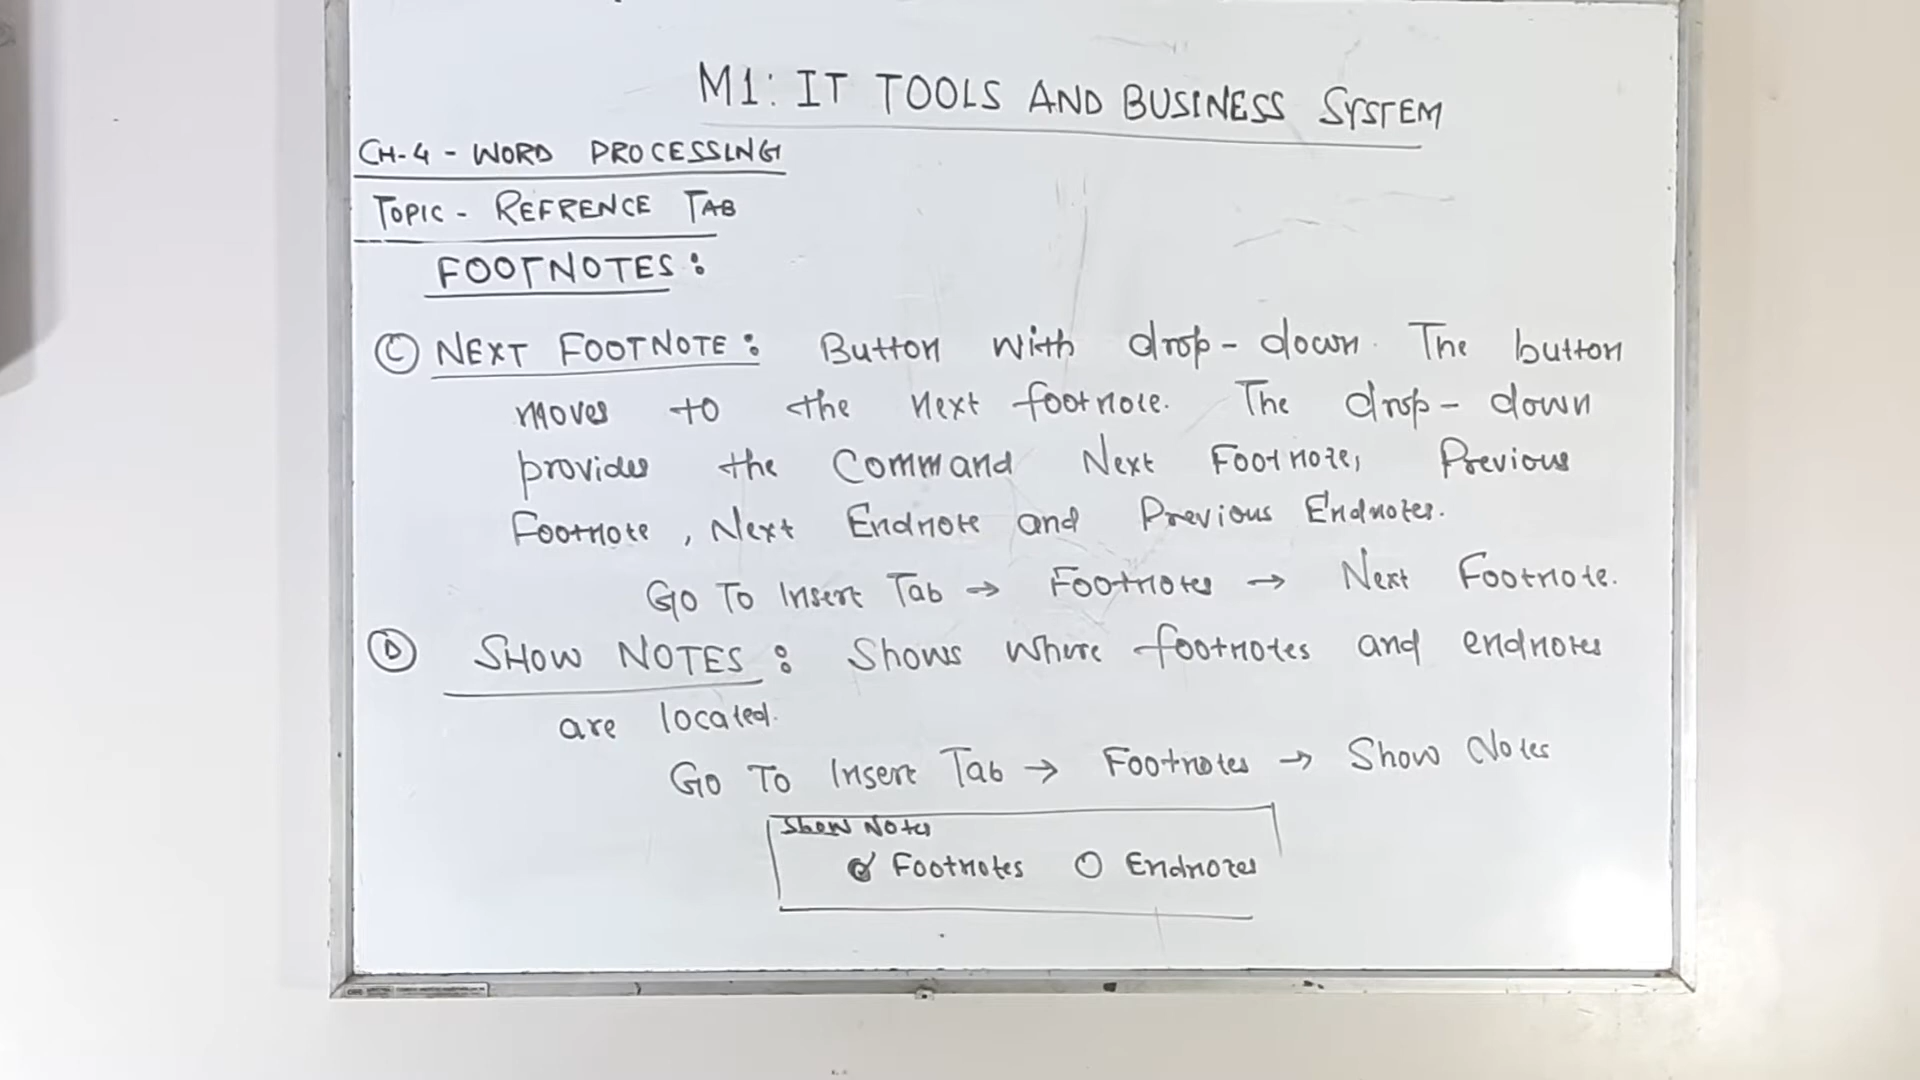 M1: IT TOOLS AND BUSINESS SYSTEM
CH-4 - WORD PROCESSING
TOPIC - REFRENCE TAB
FOOTNOTES:
Ⓒ NEXT FOOTNOTE: Button with drop-down. The button
moves to the next footnote. The drop-down
provides the Command Next Footnote, Previous
Footnote, Next Endnote and Previous Endnotes.
Go To Insert Tab → Footnotes → Next Footnote.
Ⓓ SHOW NOTES: Shows where footnotes and endnotes
are located.
Go To Insert Tab → Footnotes → Show Notes
Show Notes
Footnotes Endnotes